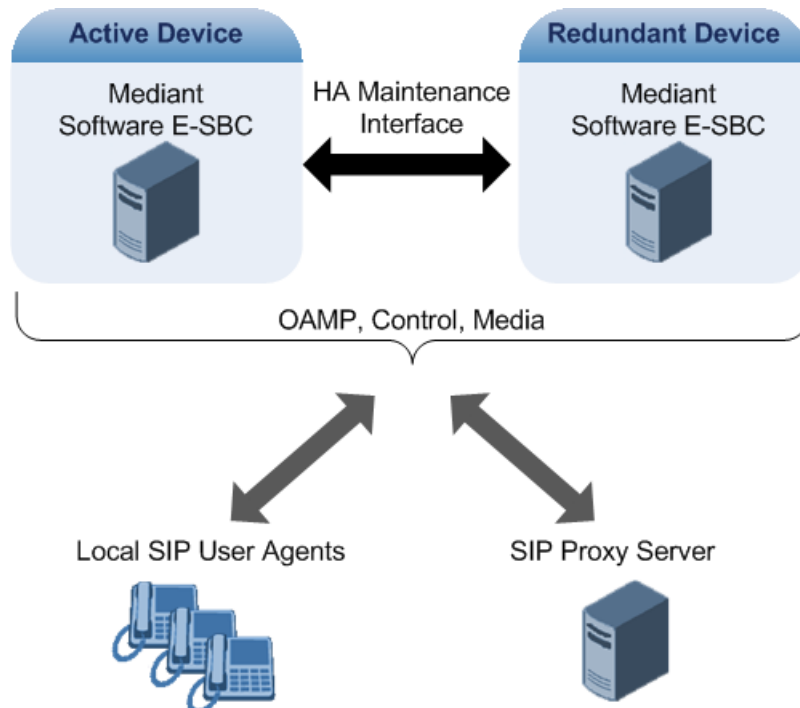 Active Device
Redundant Device
Mediant
Software E-SBC
HA Maintenance
Interface
Mediant
Software E-SBC
OAMP, Control, Media
Local SIP User Agents
SIP Proxy Server